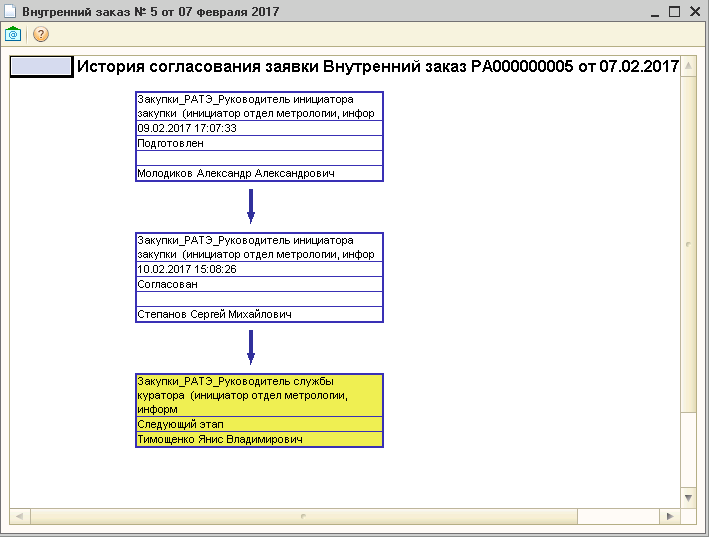 Внутренний заказ № 5 от 07 февраля 2017
История согласования заявки Внутренний заказ РА000000005 от 07.02.2017
Закупки_РАТЭ_Руководитель инициатора
закупки (инициатор отдел метрологии, инфор
09.02.2017 17:07:33
Подготовлен
Молодиков Александр Александрович
Закупки_РАТЭ_Руководитель инициатора
закупки (инициатор отдел метрологии, инфор
10.02.2017 15:08:26
Согласован
Степанов Сергей Михайлович
Закупки_РАТЭ_Руководитель службы
куратора (инициатор отдел метрологии,
информ
Следующий этап
Тимощенко Янис Владимирович